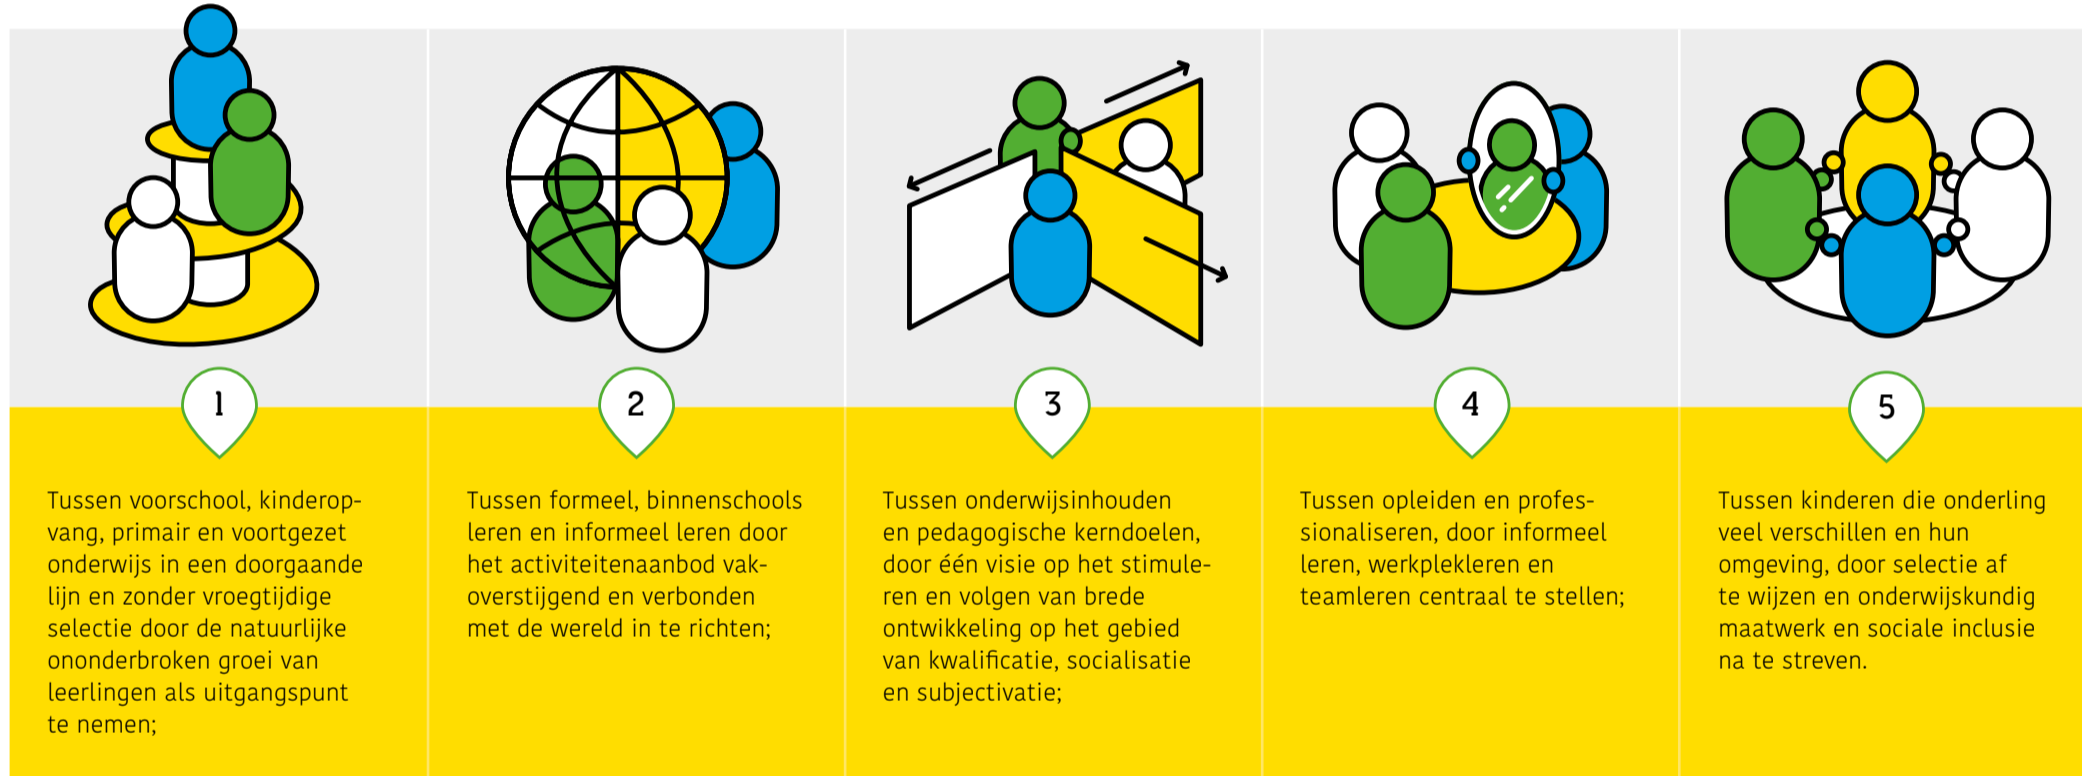 1
Tussen voorschool, kinderop-
vang, primair en voortgezet
onderwijs in een doorgaande
lijn en zonder vroegtijdige
selectie door de natuurlijke
ononderbroken groei van
leerlingen als uitgangspunt
te nemen;
2
Tussen formeel, binnenschools
leren en informeel leren door
het activiteitenaanbod vak-
overstijgend en verbonden
met de wereld in te richten;
3
Tussen onderwijsinhouden
en pedagogische kerndoelen,
door één visie op het stimule-
ren en volgen van brede
ontwikkeling op het gebied
van kwalificatie, socialisatie
en subjectivatie;
4
Tussen opleiden en profes-
sionaliseren, door informeel
leren, werkplekleren en
teamleren centraal te stellen;
5
Tussen kinderen die onderling
veel verschillen en hun
omgeving, door selectie af
te wijzen en onderwijskundig
maatwerk en sociale inclusie
na te streven.